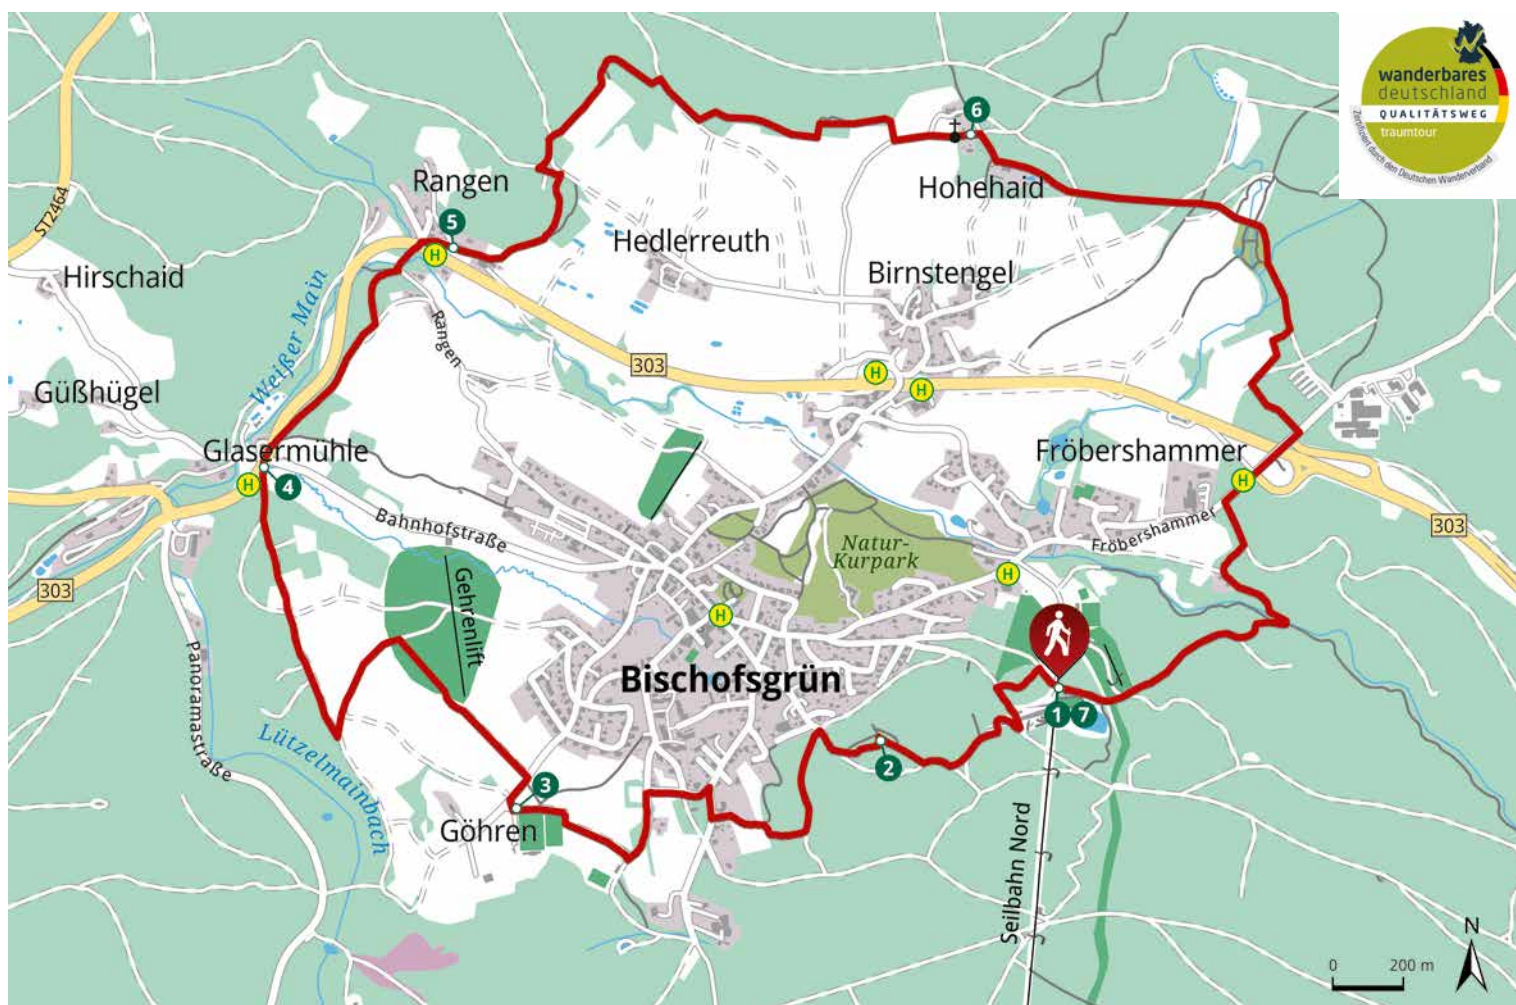 wanderbares
deutschland
QUALITÄTSWEG
traumtour
Zertifiziert durch den Deutschen Wanderverband
6
Rangen
Hohehaid
ST2464
5
Hedlerreuth
H
Hirschaid
Birnstengel
Weißer Main
Rangen
303
H
H
Güßhügel
Glasermühle
Fröbershammer
H
4
H
Bahnhofstraße
Fröbershammer
303
Natur-
Kurpark
H
303
Gehrenlift
H
Bischofsgrün
Panoramastraße
1 7
Lützelmainbach
2
3
Göhren
Seilbahn Nord
N
0 200 m